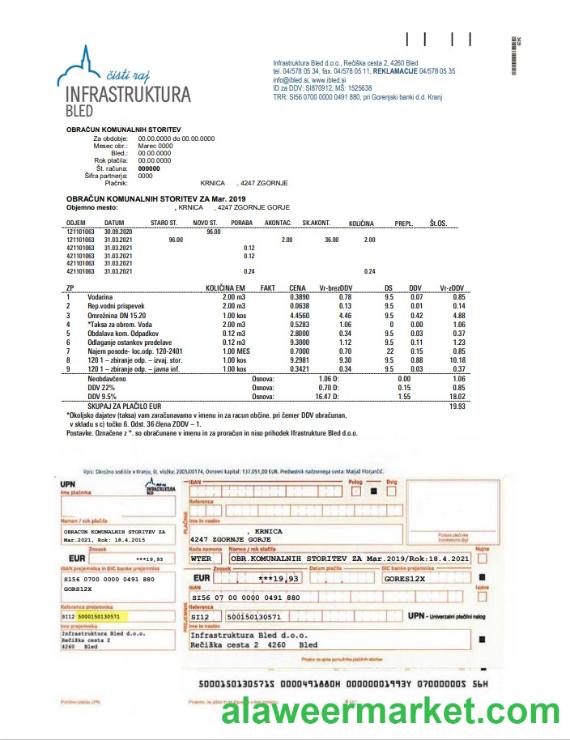 čisti raj
INFRASTRUKTURA
BLED
Infrastruktura Bled d.o.o., Rečiška cesta 2, 4260 Bled
tel. 04/578 05 34, fax. 04/578 05 11, REKLAMACIJE 04/578 05 35
info@ibled.si, www.ibled.si
ID za DDV: SI870912, MŠ: 1525638
TRR: SI56 0700 0000 0491 880, pri Gorenjski banki d.d. Kranj
OBRAČUN KOMUNALNIH STORITEV
Za obdobje: 00.00.0000 do 00.00.0000
Mesec obr.: Marec 0000
Bled.: 00.00.0000
Rok plačila: 00.00.0000
Št. računa: 000000
Šifra partnerja: 0000
Plačnik: KRNICA , 4247 ZGORNJE
OBRAČUN KOMUNALNIH STORITEV ZA Mar. 2019
Objemno mesto: , KRNICA , 4247 ZGORNJE GORJE
ODJEM DATUM STARO ST. NOVO ST. PORABA AKONTAC. SK.AKONT. KOLIČINA PREPL. ŠT.OS.
121101063 30.09.2020 96.00
121101063 31.03.2021 96.00 2.00 36.00 2.00
421101063 31.03.2021 0.12
421101063 31.03.2021
421101063 31.03.2021
421101063 31.03.2021 0.24 0.24
ZP KOLIČINA EM FAKT CENA Vr-brezDDV DS DDV Vr-zDDV
1 Vodarina 2.00 m3 0.3890 0.78 9.5 0.07 0.85
2 Rep.vodni prispevek 2.00 m3 0.0638 0.13 9.5 0.01 0.14
3 Omrežnina DN 15.20 1.00 kos 4.4560 4.46 9.5 0.42 4.88
4 *Taksa za obrem. Voda 2.00 m3 0.5283 1.06 0 0.00 1.06
5 Obdalava kom. Odpadkov 0.12 m3 2.8000 0.34 9.5 0.03 0.37
6 Odlaganje ostankov predelave 0.12 m3 9.3000 1.12 9.5 0.11 1.23
7 Najem posode- loc.odp. 120-2401 1.00 MES 0.7000 0.70 22 0.15 0.85
8 120 1 – zbiranje odp. – izvaj. stor. 1.00 kos 9.2981 9.30 9.5 0.88 10.18
9 120 1 – zbiranje odp. – javna inf. 1.00 kos 0.3421 0.34 9.5 0.03 0.37
Neobdavčeno Osnova: 1.06 D: 0.00 1.06
DDV 22% Osnova: 0.70 D: 0.15 0.85
DDV 9.5% Osnova: 16.47 D: 1.55 18.02
SKUPAJ ZA PLAČILO EUR 19.93
*Okoljsko dajatev (taksa) vam zaračunavamo v imenu in za racun občine. pri čemer DDV obračunan,
v skladu s c) točko 6. Odst. 36 člena ZDDV – 1.
Postavke. Označene z *. so obračunane v imenu in za proračun in niso prihodek Ifrastrukture Bled d.o.o.
UPN
INFRASTRUKTURA
BLED
Ime plačnika
Namen / rok plačila
OBRACUN KOMUNALNIH STORITEV ZA
Mar.2021, Rok: 18.4.2015
Znesek
EUR ***19,93
IBAN prejemnika in BIC banke prejemnika
SI56 0700 0000 0491 880
GORES12X
Referenca prejemnika
SI12 5000150130571
Ime prejemnika
Infrastruktura Bled d.o.o.
Rečiška cesta 2
4260 Bled
IBAN
Polog
Dvig
Referenca
Ime in naslov
, KRNICA
4247 ZGORNJE GORJE
Koda namena Namen / rok plačila
Nujno
WTER OBR.KOMUNALNIH STORITEV ZA Mar.2019/Rok:18.4.2021
Znesek Datum plačila BIC banke prejemnika
EUR ***19,93 GORES12X
IBAN
SI56 07 00 0000 0491 880
Referenca
SI12 500150130571
UPN - Univerzalni plačilni nalog
Ime in naslov
Infrastruktura Bled d.o.o.
Rečiška cesta 2 4260 Bled
alaweermarket.com